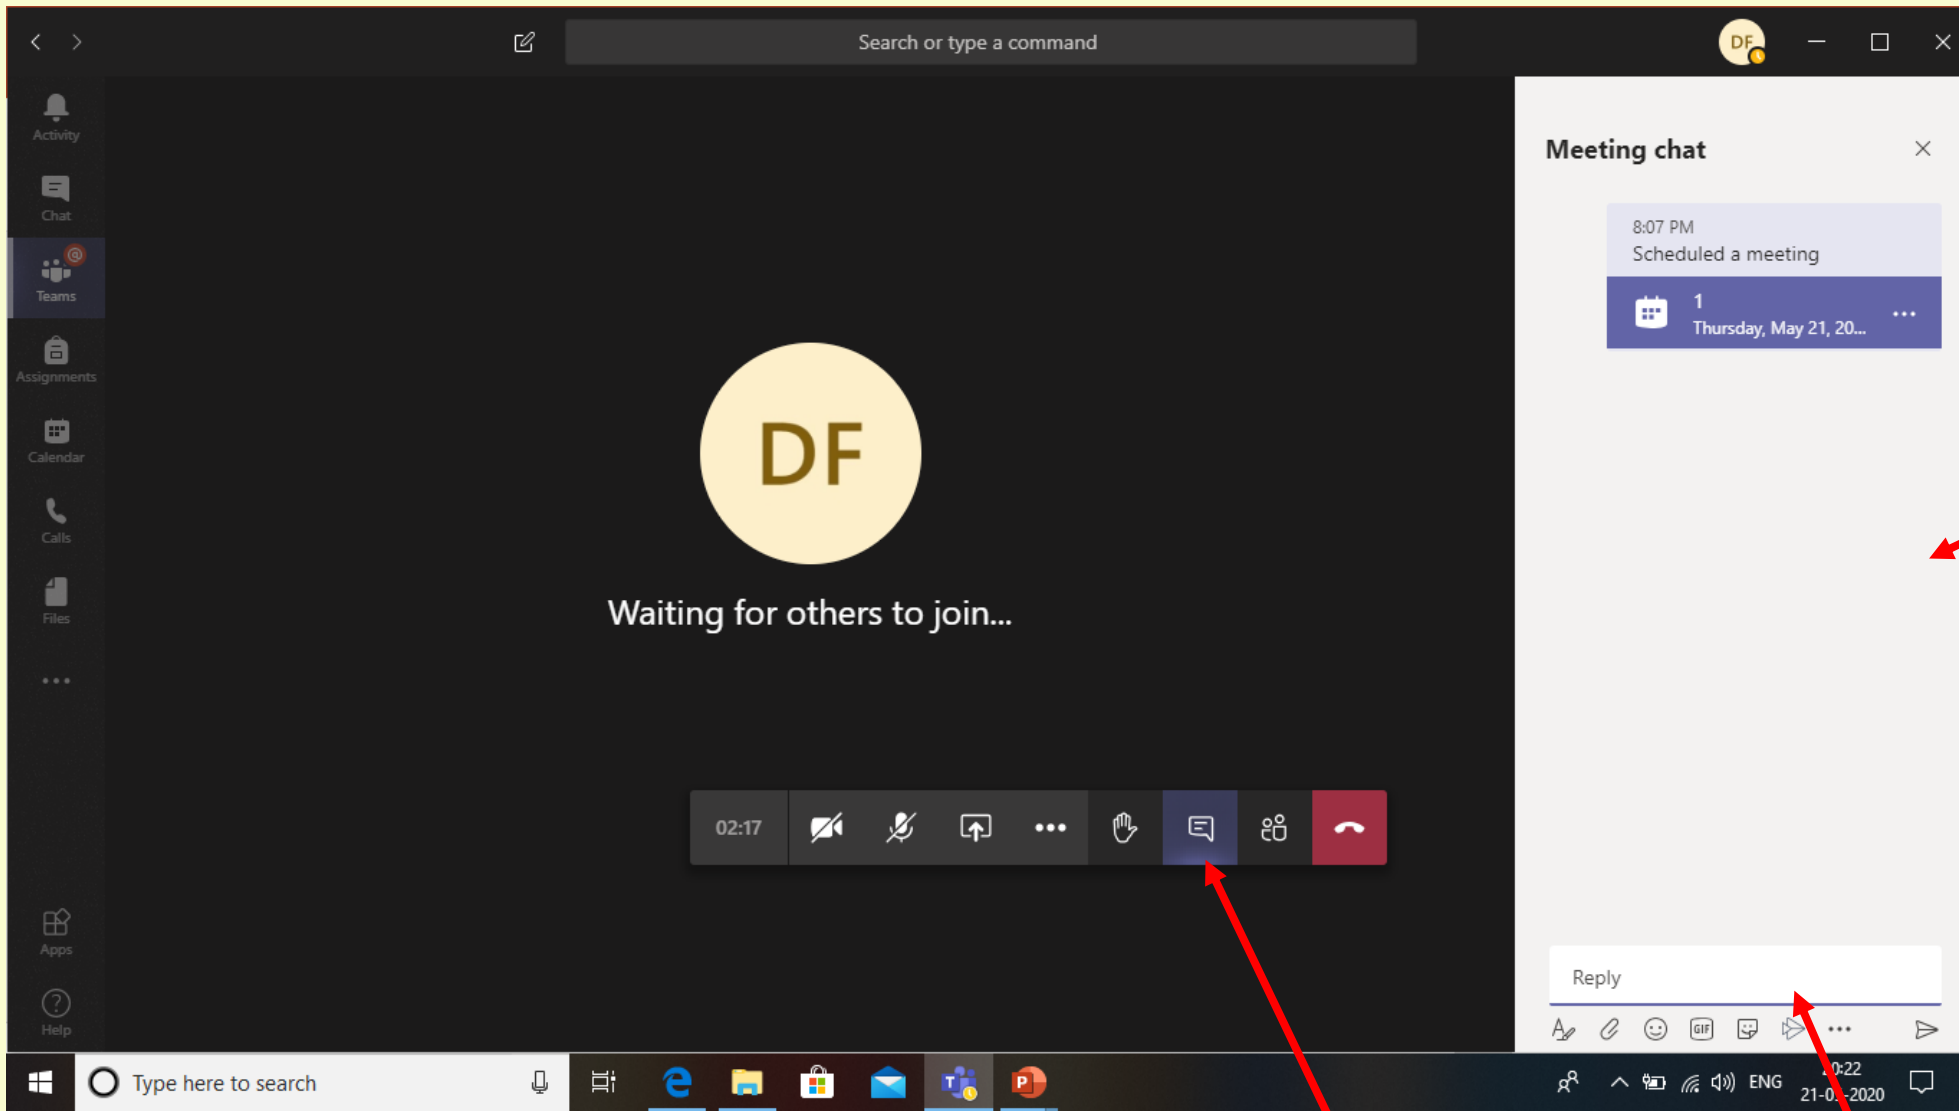 Search or type a command
DF
Activity
Chat
Teams
Assignments
Calendar
Calls
Files
Apps
Help
DF
Waiting for others to join...
02:17
Meeting chat
8:07 PM
Scheduled a meeting
1
Thursday, May 21, 20...
Reply
GIF
Type here to search
ENG